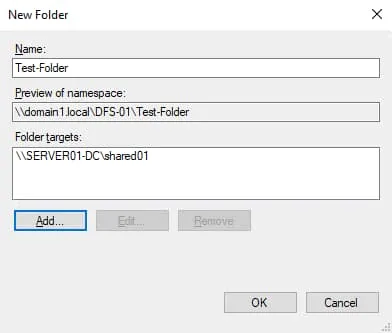 New Folder
Name:
Test-Folder
Preview of namespace:
\\domain1.local\DFS-01\Test-Folder
Folder targets:
\\SERVER01-DC\shared01
Add... Edit... Remove
OK Cancel